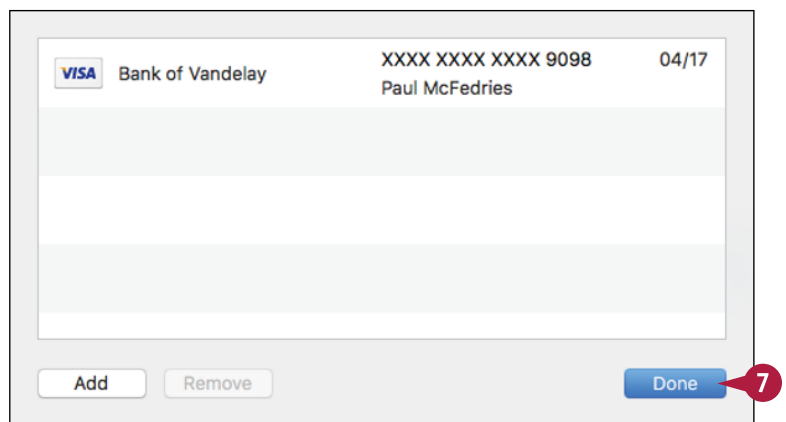 VISA Bank of Vandelay XXXX XXXX XXXX 9098 04/17
Paul McFedries
Add Remove Done 7